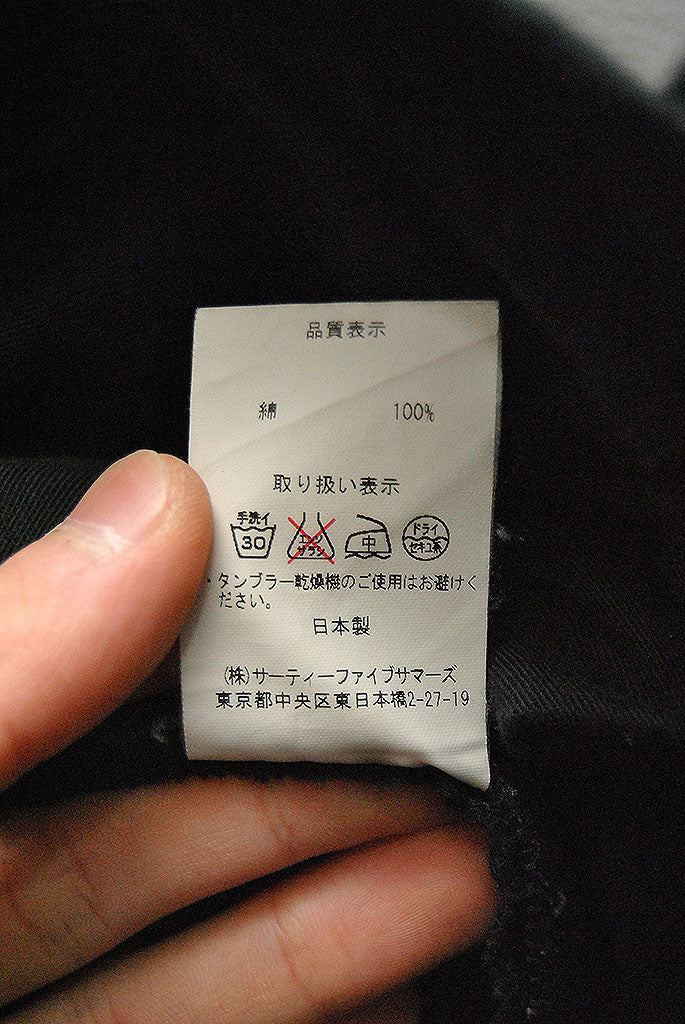 品質表示
綿 100%
取り扱い表示
手洗イ 30 エンソサラシ 中 ドライ セキユ系
・タンブラー乾燥機のご使用はお避けく
ださい。
日本製
(株)サーティーファイブサマーズ
東京都中央区東日本橋2-27-19